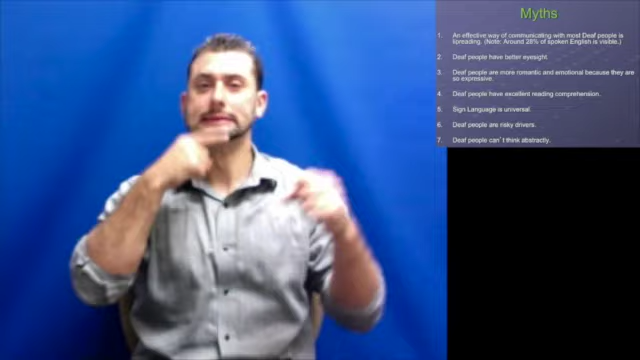 Myths
1. An effective way of communicating with most Deaf people is
lipreading. (Note: Around 28% of spoken English is visible.)
2. Deaf people have better eyesight.
3. Deaf people are more romantic and emotional because they are
so expressive.
4. Deaf people have excellent reading comprehension.
5. Sign Language is universal.
6. Deaf people are risky drivers.
7. Deaf people can't think abstractly.